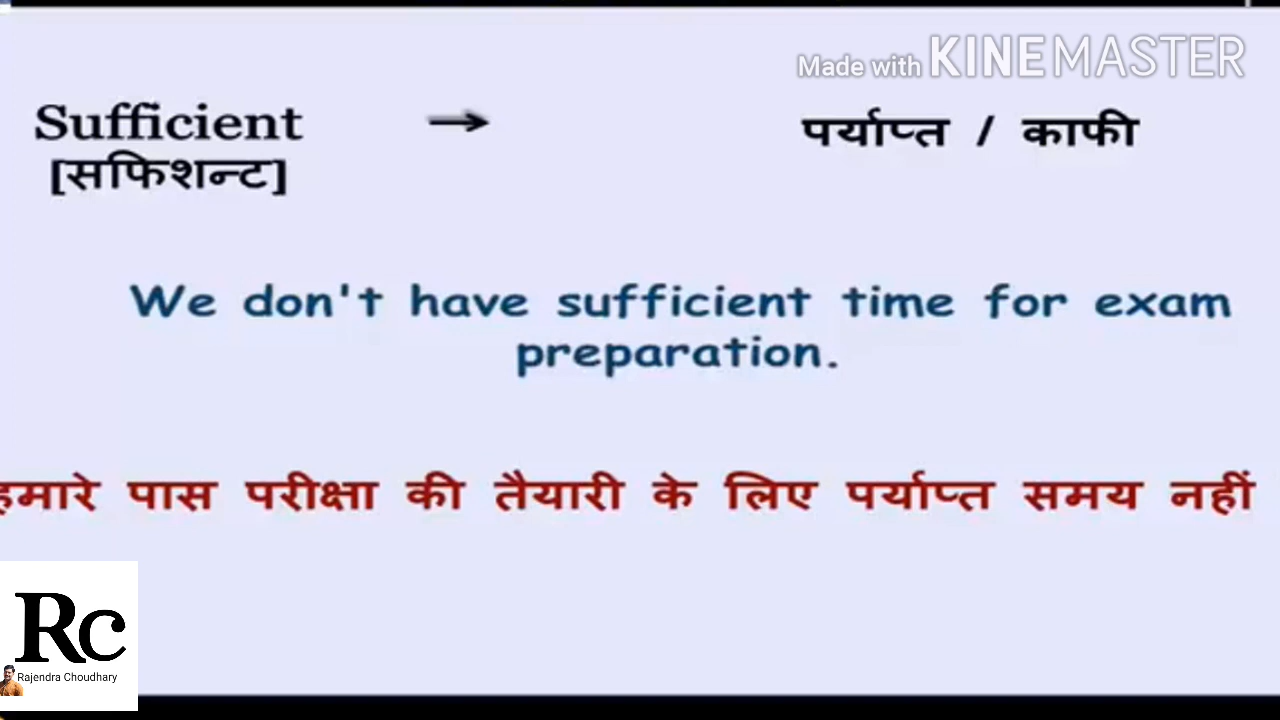 Made with KINEMASTER
Sufficient → पर्याप्त / काफी
[सफिशन्ट]
We don't have sufficient time for exam
preparation.
हमारे पास परीक्षा की तैयारी के लिए पर्याप्त समय नहीं
Rc
Rajendra Choudhary